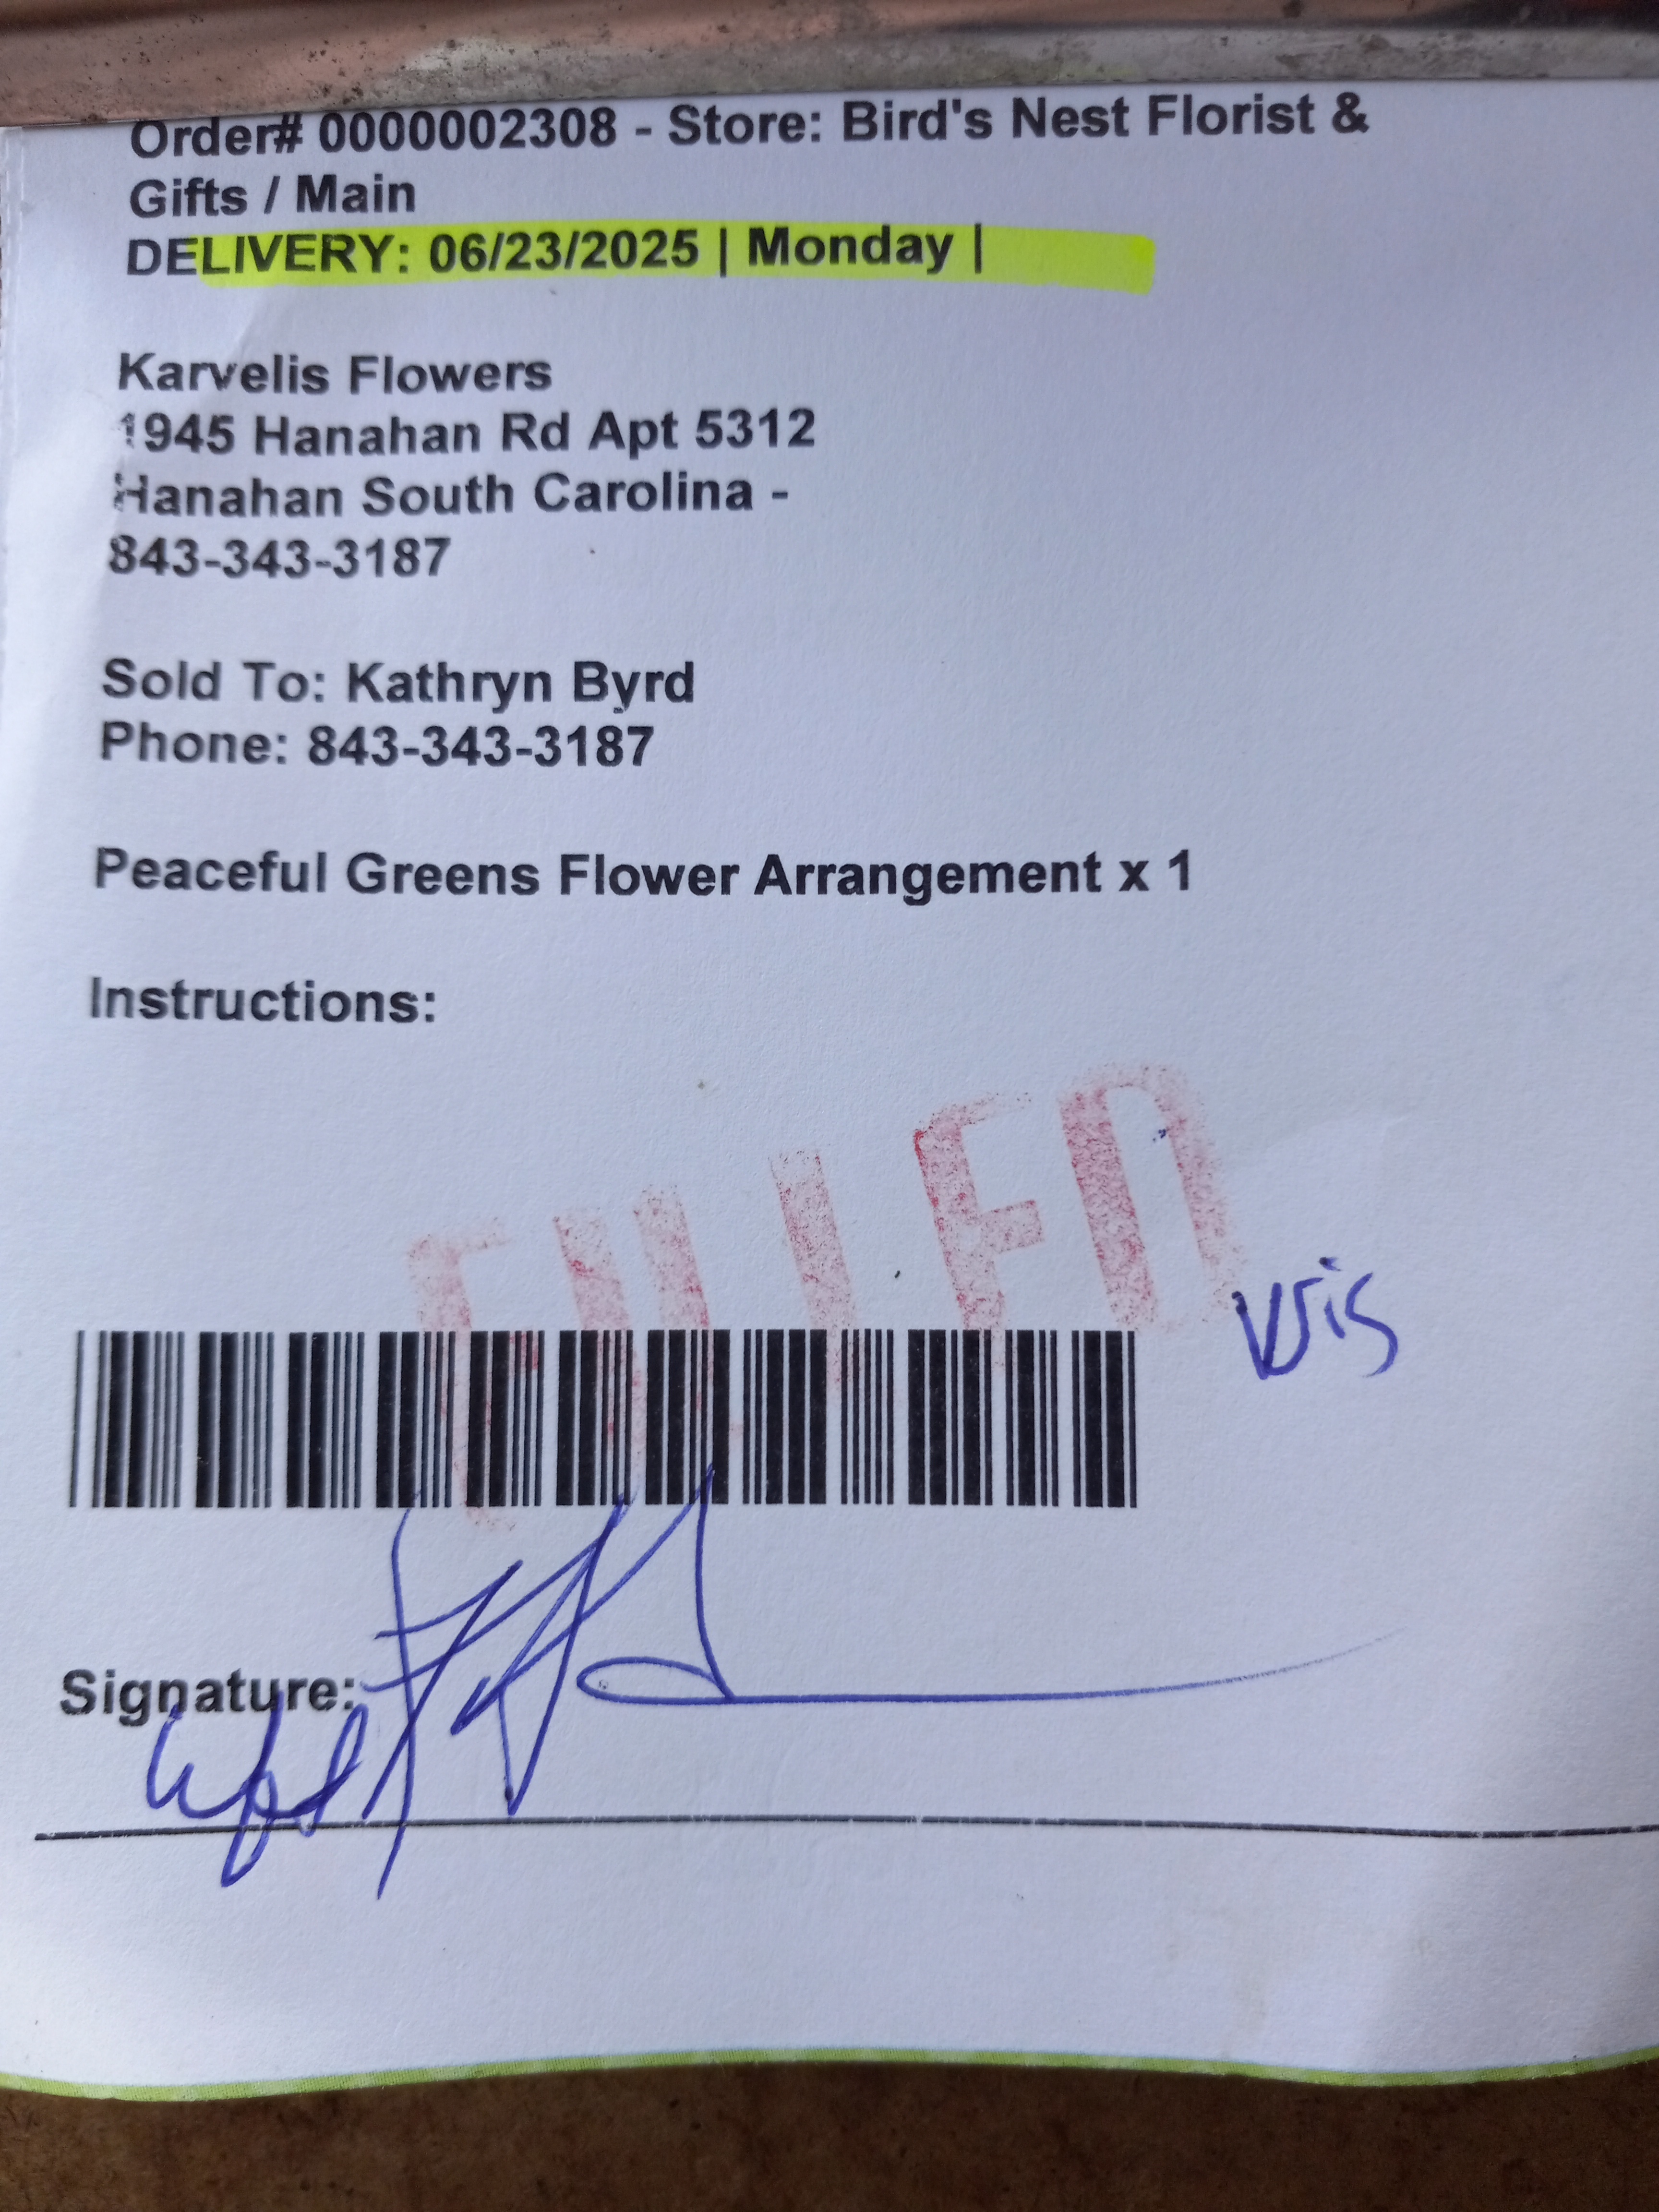 Order# 0000002308 - Store: Bird's Nest Florist &
Gifts / Main
DELIVERY: 06/23/2025 | Monday |
Karvelis Flowers
1945 Hanahan Rd Apt 5312
Hanahan South Carolina -
843-343-3187
Sold To: Kathryn Byrd
Phone: 843-343-3187
Peaceful Greens Flower Arrangement x 1
Instructions:
FILLED
Signature: